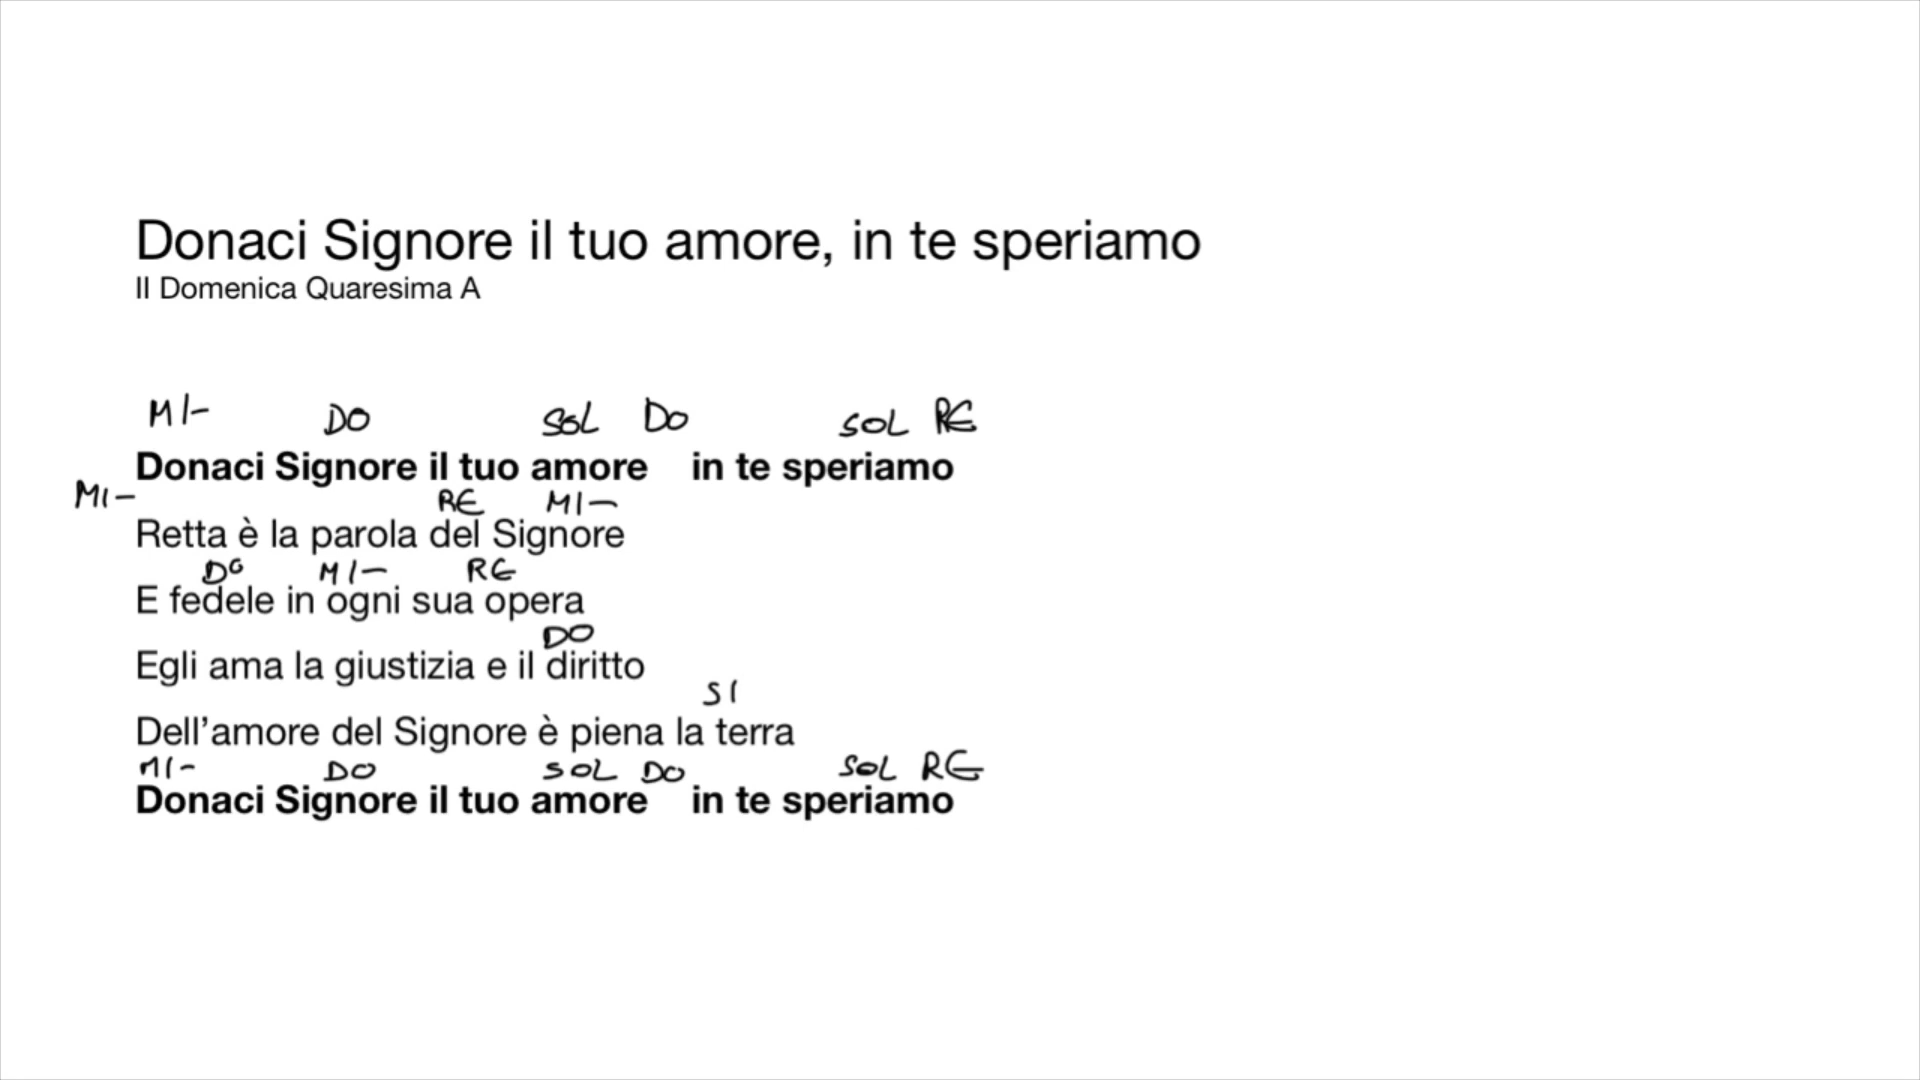 Donaci Signore il tuo amore, in te speriamo
II Domenica Quaresima A
MI- DO SOL DO SOL RE
Donaci Signore il tuo amore in te speriamo
MI- RE MI-
Retta è la parola del Signore
DO MI- RE
E fedele in ogni sua opera
DO
Egli ama la giustizia e il diritto
SI
Dell’amore del Signore è piena la terra
MI- DO SOL DO SOL RE
Donaci Signore il tuo amore in te speriamo